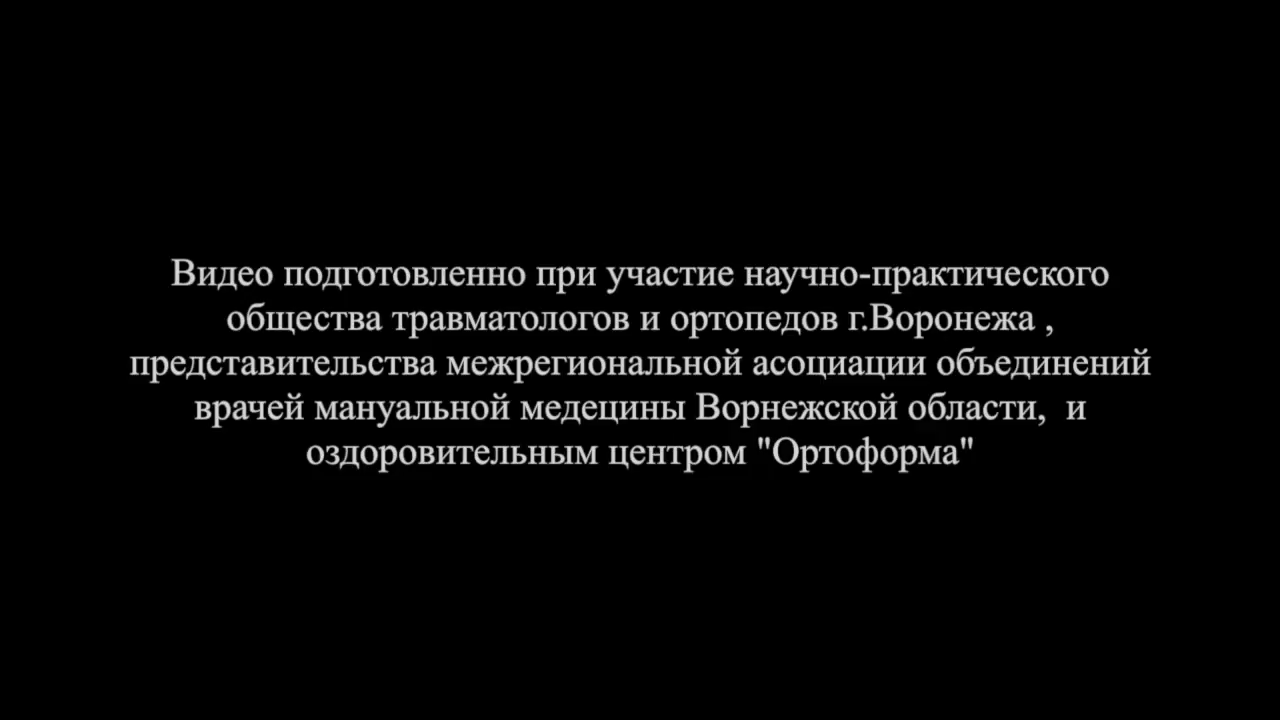 Видео подготовленно при участие научно-практического
общества травматологов и ортопедов г.Воронежа ,
представительства межрегиональной асоциации объединений
врачей мануальной медецины Ворнежской области,  и
оздоровительным центром "Ортоформа"